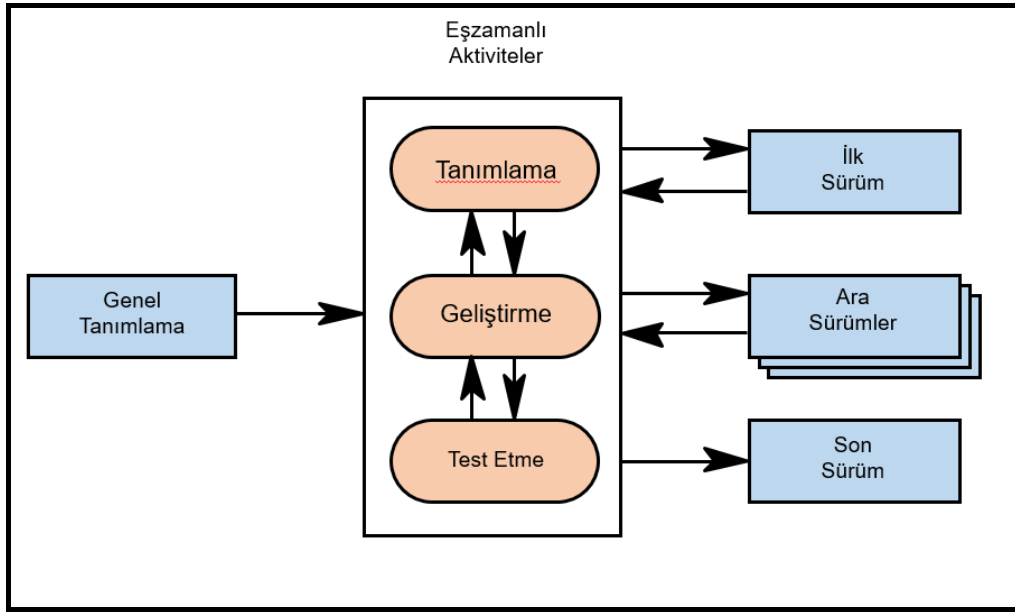 Eşzamanlı
Aktiviteler
Tanımlama
İlk
Sürüm
Genel
Tanımlama
Geliştirme
Ara
Sürümler
Test Etme
Son
Sürüm